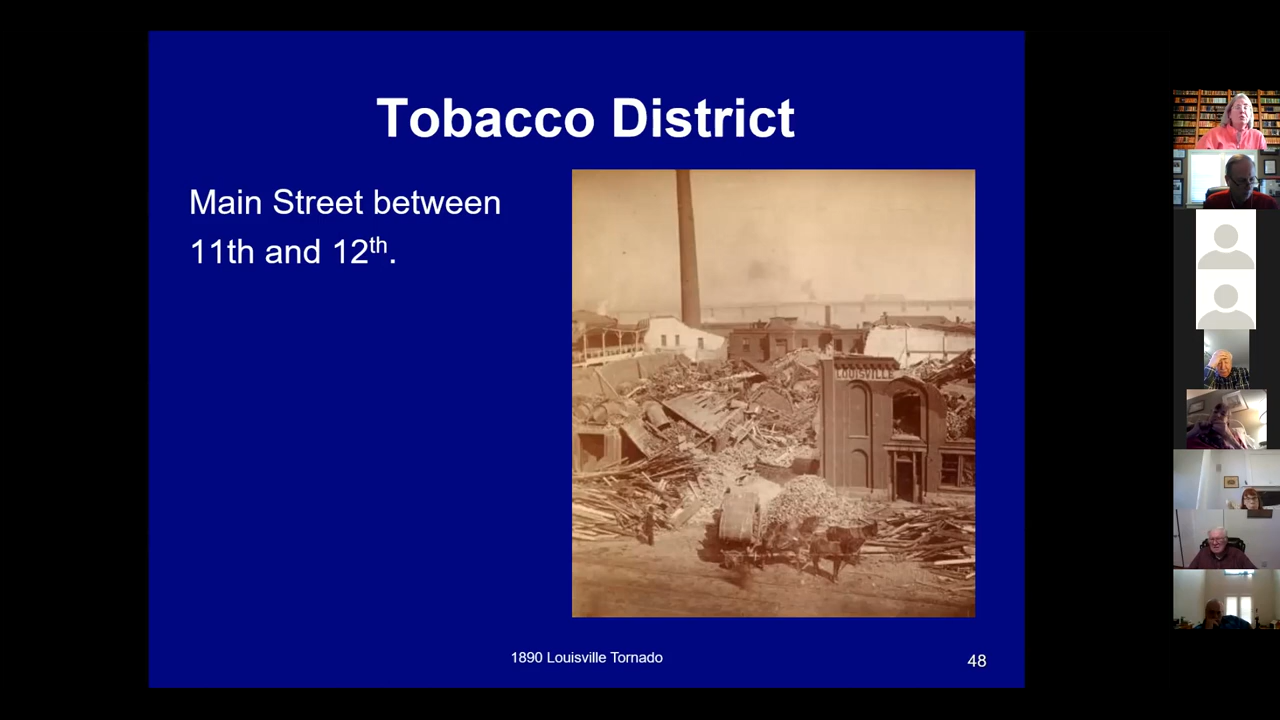 Tobacco District
Main Street between
11th and 12th.
LOUISVILLE
1890 Louisville Tornado
48